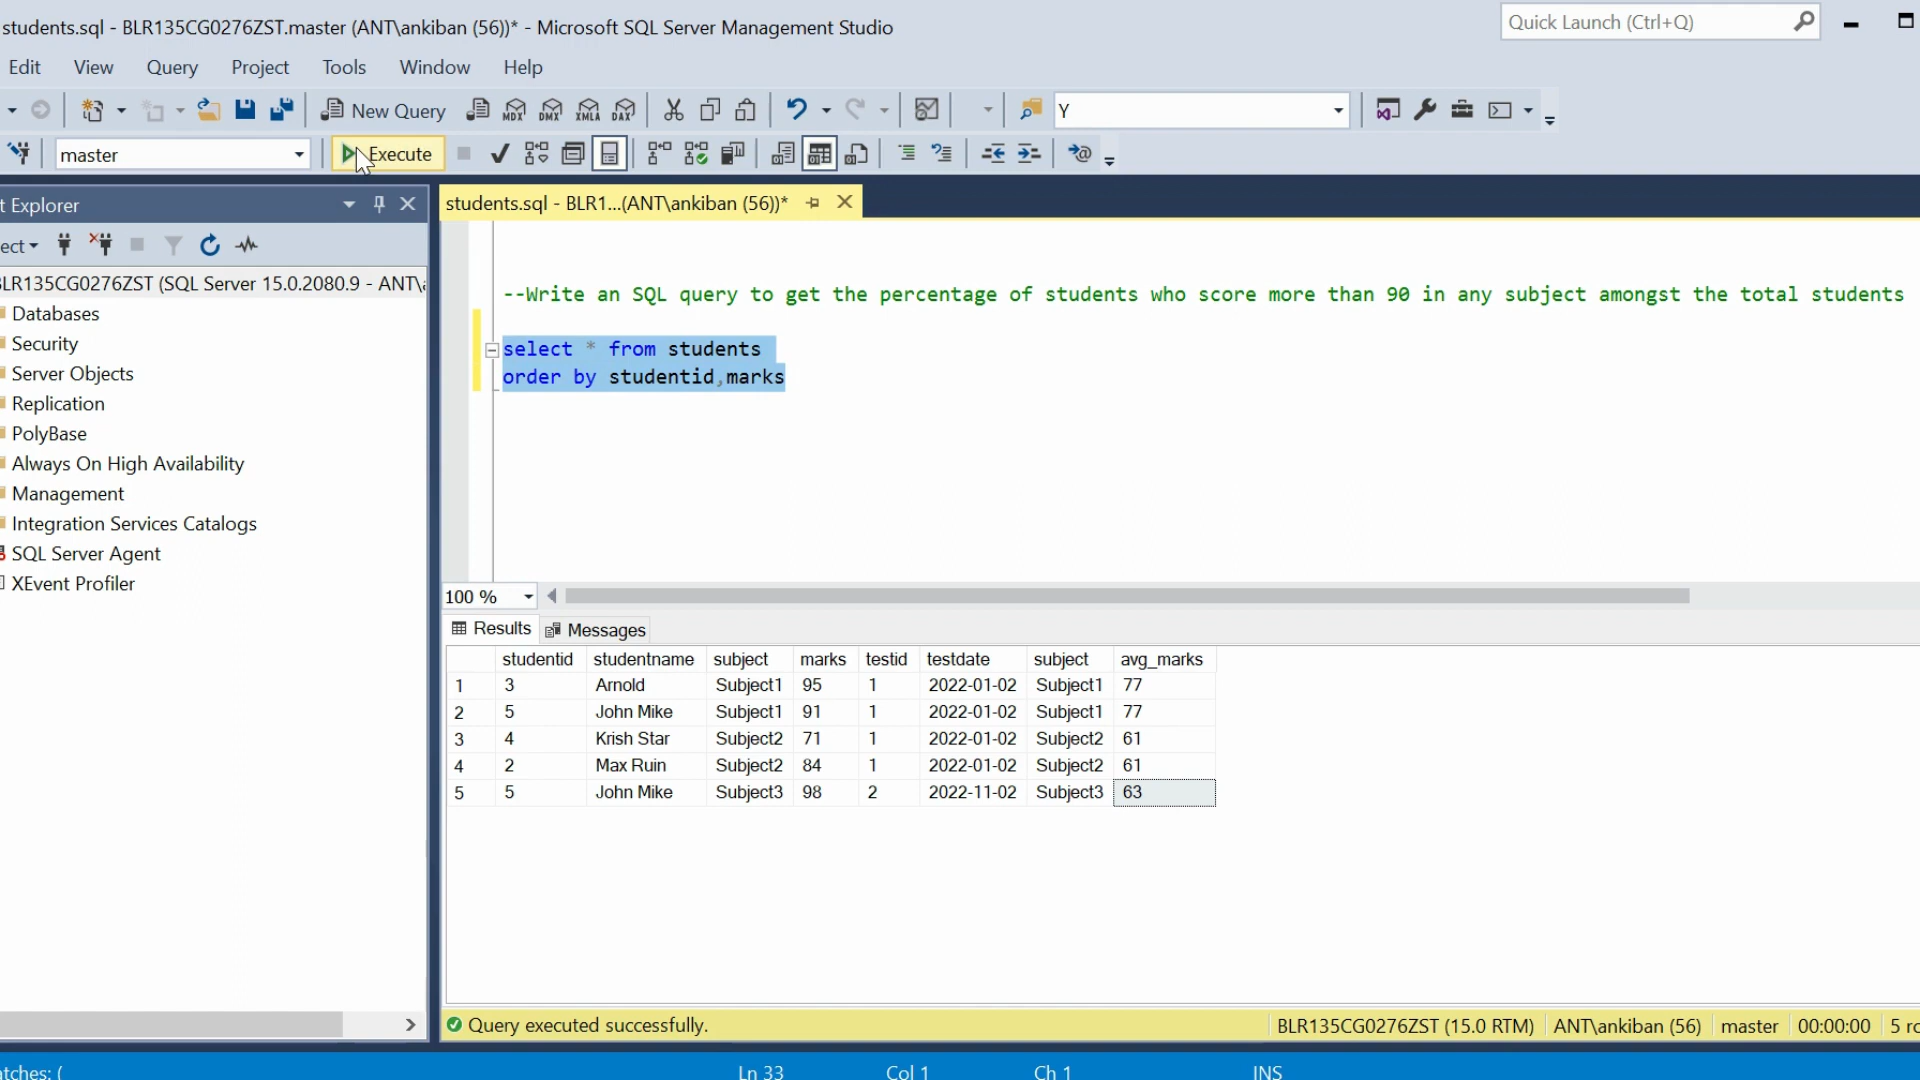 students.sql - BLR135CG0276ZST.master (ANT\ankiban (56))* - Microsoft SQL Server Management Studio
Quick Launch (Ctrl+Q)
Edit View Query Project Tools Window Help
New Query MDX DMX XMLA DAX Y
master Execute
t Explorer
students.sql - BLR1...(ANT\ankiban (56))*
ect
BLR135CG0276ZST (SQL Server 15.0.2080.9 - ANT\
Databases
Security
Server Objects
Replication
PolyBase
Always On High Availability
Management
Integration Services Catalogs
SQL Server Agent
XEvent Profiler
--Write an SQL query to get the percentage of students who score more than 90 in any subject amongst the total students
select * from students
order by studentid,marks
100 %
Results Messages
studentid studentname subject marks testid testdate subject avg_marks
1 3 Arnold Subject1 95 1 2022-01-02 Subject1 77
2 5 John Mike Subject1 91 1 2022-01-02 Subject1 77
3 4 Krish Star Subject2 71 1 2022-01-02 Subject2 61
4 2 Max Ruin Subject2 84 1 2022-01-02 Subject2 61
5 5 John Mike Subject3 98 2 2022-11-02 Subject3 63
Query executed successfully. BLR135CG0276ZST (15.0 RTM) ANT\ankiban (56) master 00:00:00 5 ro
atches: ( Ln 33 Col 1 Ch 1 INS